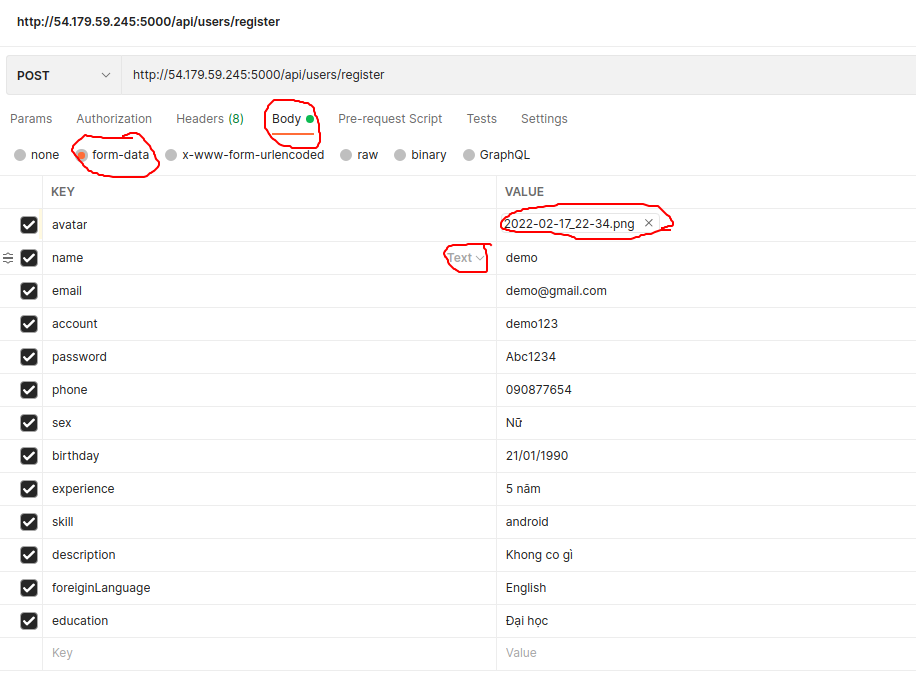 http://54.179.59.245:5000/api/users/register
POST http://54.179.59.245:5000/api/users/register
Params Authorization Headers (8) Body Pre-request Script Tests Settings
none form-data x-www-form-urlencoded raw binary GraphQL
KEY VALUE
avatar 2022-02-17_22-34.png
name Text demo
email demo@gmail.com
account demo123
password Abc1234
phone 090877654
sex Nữ
birthday 21/01/1990
experience 5 năm
skill android
description Khong co gì
foreiginLanguage English
education Đại học
Key Value